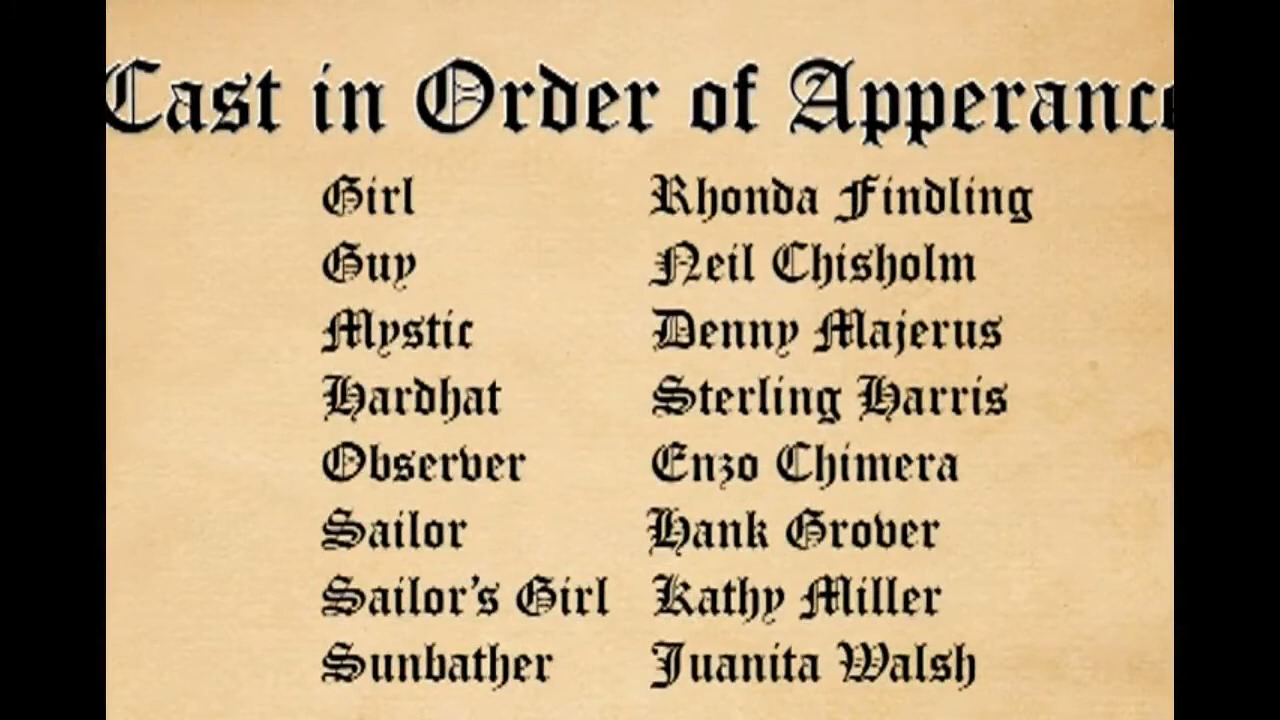 Cast in Order of Apperance
Girl Rhonda Findling
Guy Neil Chisholm
Mystic Denny Majerus
Hardhat Sterling Harris
Observer Enzo Chimera
Sailor Hank Grover
Sailor's Girl Kathy Miller
Sunbather Juanita Walsh